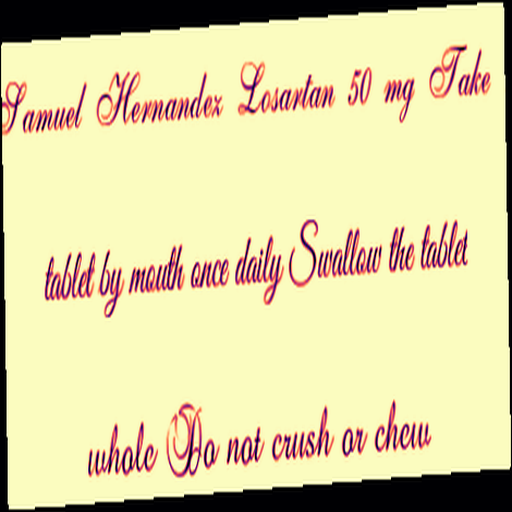 Samuel Hernandez Losartan 50 mg Take
tablet by mouth once daily Swallow the tablet
whole Do not crush or chew